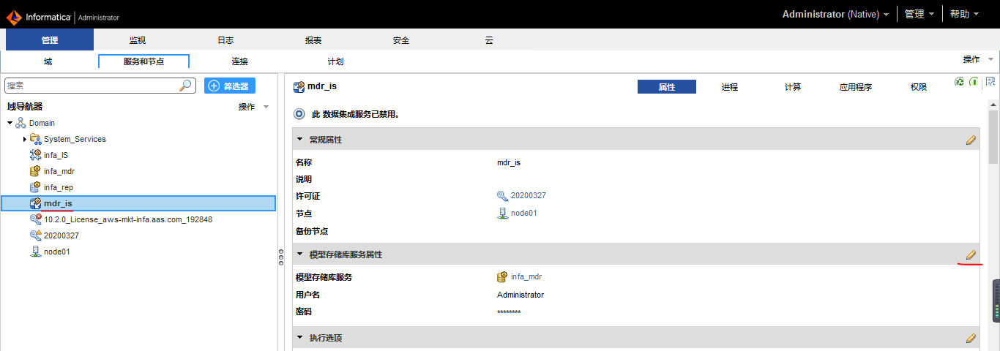 Informatica Administrator Administrator (Native) 管理 帮助
管理 监视 日志 报表 安全 云
域 服务和节点 连接 计划 操作
搜索 筛选器
域导航器 操作
Domain
System_Services
infa_IS
infa_mdr
infa_rep
mdr_is
10.2.0_License_aws-mkt-infa.aas.com_192848
20200327
node01
mdr_is 属性 进程 计算 应用程序 权限
此 数据集成服务已禁用。
常规属性
名称 mdr_is
说明
许可证 20200327
节点 node01
备份节点
模型存储库服务属性
模型存储库服务 infa_mdr
用户名 Administrator
密码 ********
执行选项